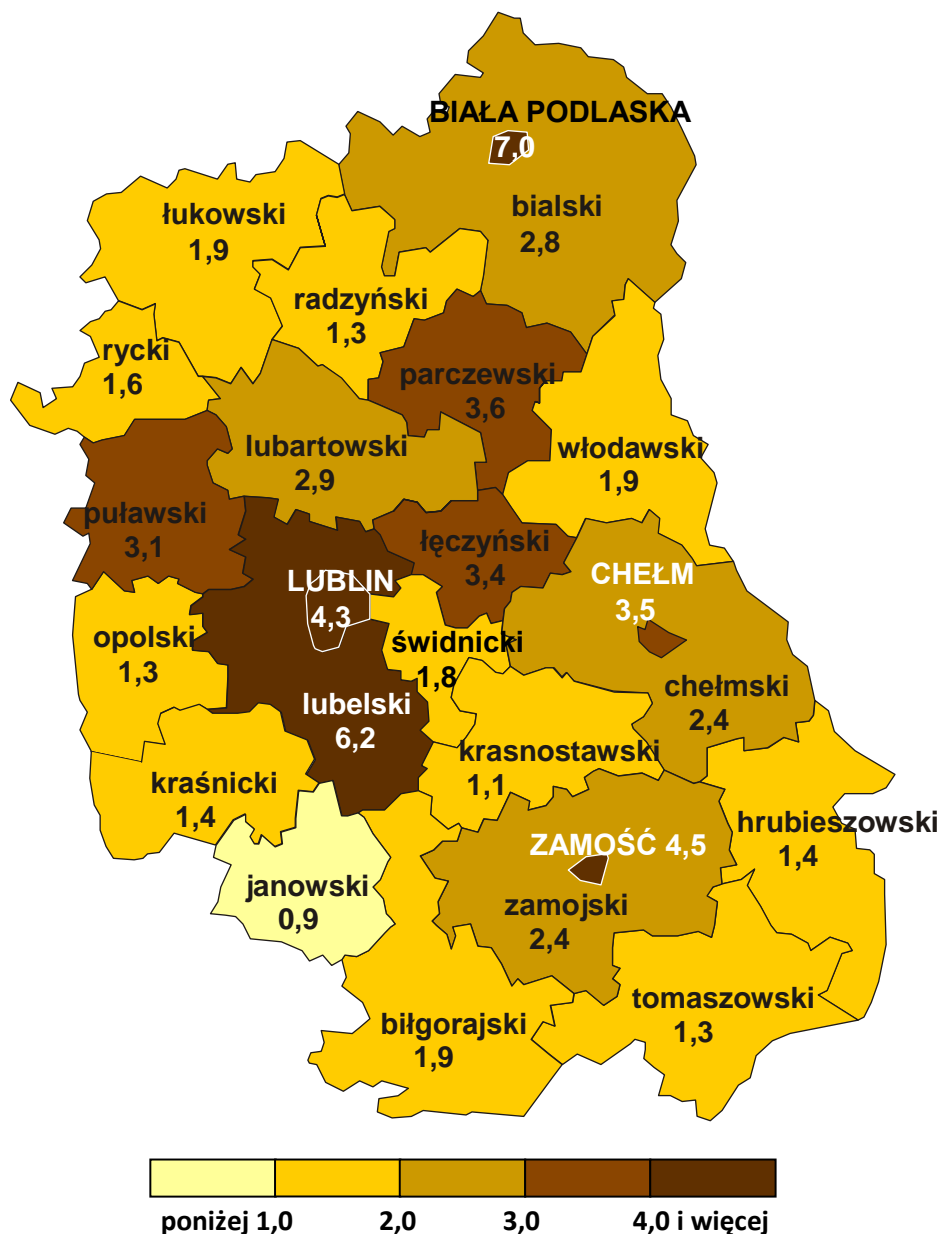 BIAŁA PODLASKA
7,0
bialski
2,8
łukowski
1,9
radzyński
1,3
rycki
1,6
parczewski
3,6
lubartowski
2,9
włodawski
1,9
puławski
3,1
łęczyński
3,4
LUBLIN
4,3
CHEŁM
3,5
opolski
1,3
świdnicki
1,8
lubelski
6,2
chełmski
2,4
krasnostawski
1,1
kraśnicki
1,4
hrubieszowski
1,4
ZAMOŚĆ 4,5
janowski
0,9
zamojski
2,4
tomaszowski
1,3
biłgorajski
1,9
poniżej 1,0 2,0 3,0 4,0 i więcej